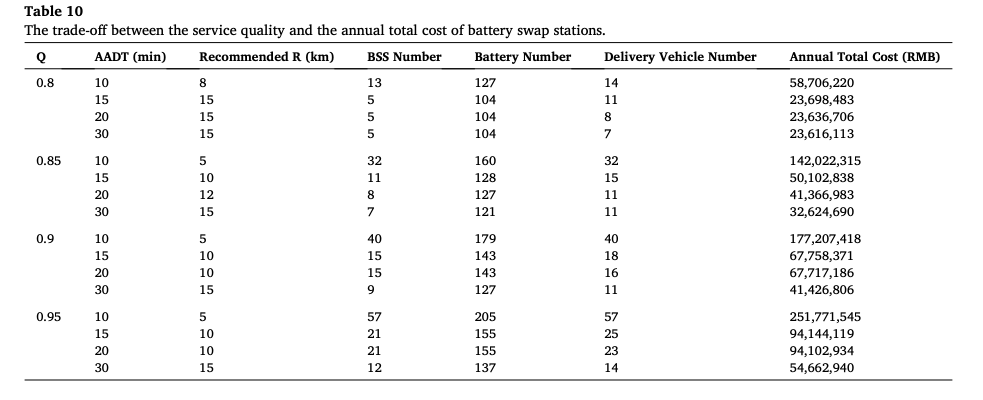 Table 10
The trade-off between the service quality and the annual total cost of battery swap stations.
Q AADT (min) Recommended R (km) BSS Number Battery Number Delivery Vehicle Number Annual Total Cost (RMB)
0.8 10 8 13 127 14 58,706,220
15 15 5 104 11 23,698,483
20 15 5 104 8 23,636,706
30 15 5 104 7 23,616,113
0.85 10 5 32 160 32 142,022,315
15 10 11 128 15 50,102,838
20 12 8 127 11 41,366,983
30 15 7 121 11 32,624,690
0.9 10 5 40 179 40 177,207,418
15 10 15 143 18 67,758,371
20 10 15 143 16 67,717,186
30 15 9 127 11 41,426,806
0.95 10 5 57 205 57 251,771,545
15 10 21 155 25 94,144,119
20 10 21 155 23 94,102,934
30 15 12 137 14 54,662,940